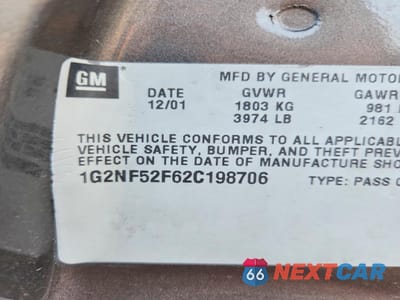 GM
MFD BY GENERAL MOTOR
DATE GVWR GAWR
12/01 1803 KG 981
3974 LB 2162
THIS VEHICLE CONFORMS TO ALL APPLICABL
VEHICLE SAFETY, BUMPER, AND THEFT PREV
EFFECT ON THE DATE OF MANUFACTURE SHO
1G2NF52F62C198706 TYPE: PASS C
66 NEXTCAR